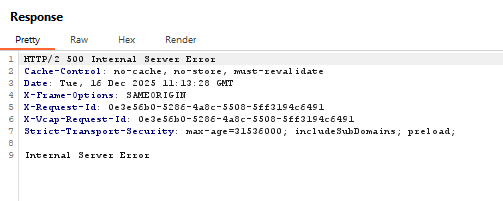 Response
Pretty Raw Hex Render
1 HTTP/2 500 Internal Server Error
2 Cache-Control: no-cache, no-store, must-revalidate
3 Date: Tue, 16 Dec 2025 11:13:28 GMT
4 X-Frame-Options: SAMEORIGIN
5 X-Request-Id: 0e3e56b0-5286-4a8c-5508-5ff3194c6491
6 X-Vcap-Request-Id: 0e3e56b0-5286-4a8c-5508-5ff3194c6491
7 Strict-Transport-Security: max-age=31536000; includeSubDomains; preload;
8
9 Internal Server Error